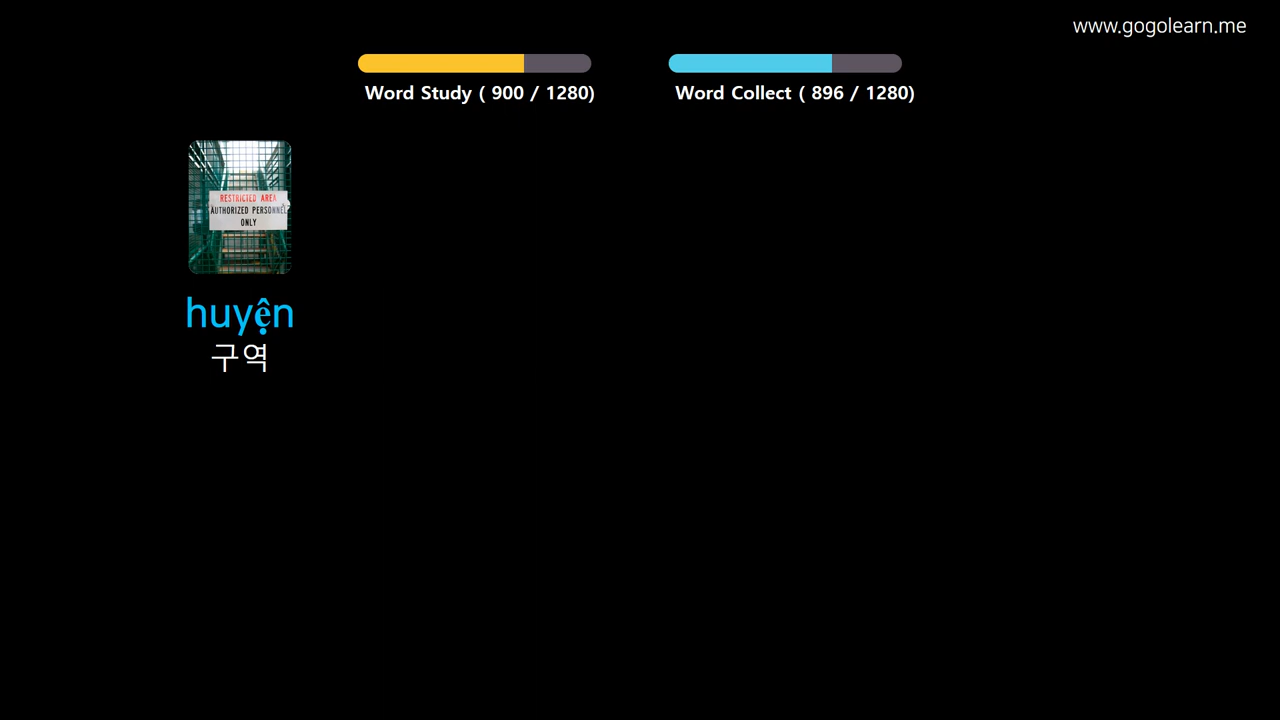 www.gogolearn.me
Word Study ( 900 / 1280)
Word Collect ( 896 / 1280)
RESTRICTED AREA
AUTHORIZED PERSONNEL
ONLY
huyện
구역